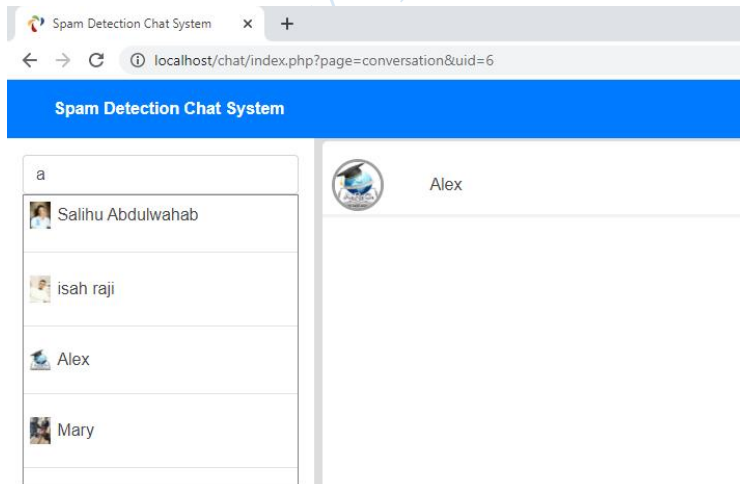 Spam Detection Chat System
localhost/chat/index.php?page=conversation&uid=6
Spam Detection Chat System
a
Salihu Abdulwahab
isah raji
Alex
Mary
Alex